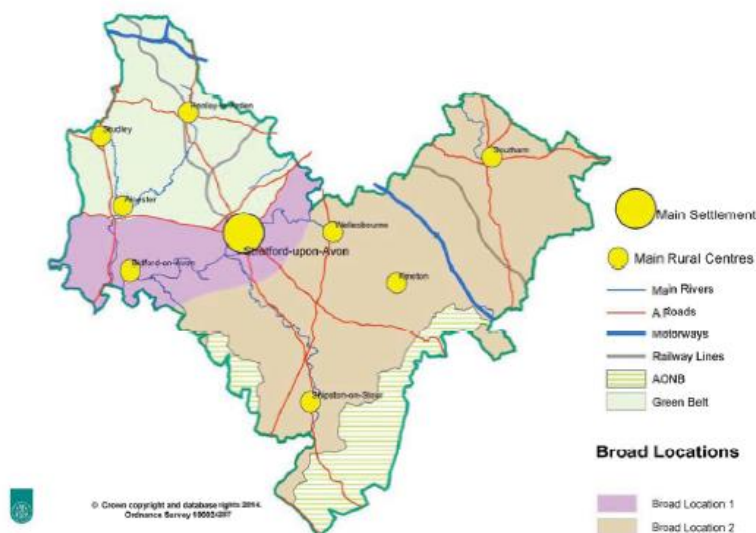 Henley-in-Arden
Studley
Southam
Alcester
Wellesbourne
Stratford-upon-Avon
Bidford-on-Avon
Kineton
Shipston-on-Stour
Main Settlement
Main Rural Centres
Main Rivers
A Roads
Motorways
Railway Lines
AONB
Green Belt
Broad Locations
Broad Location 1
Broad Location 2
© Crown copyright and database rights 2014.
Ordnance Survey